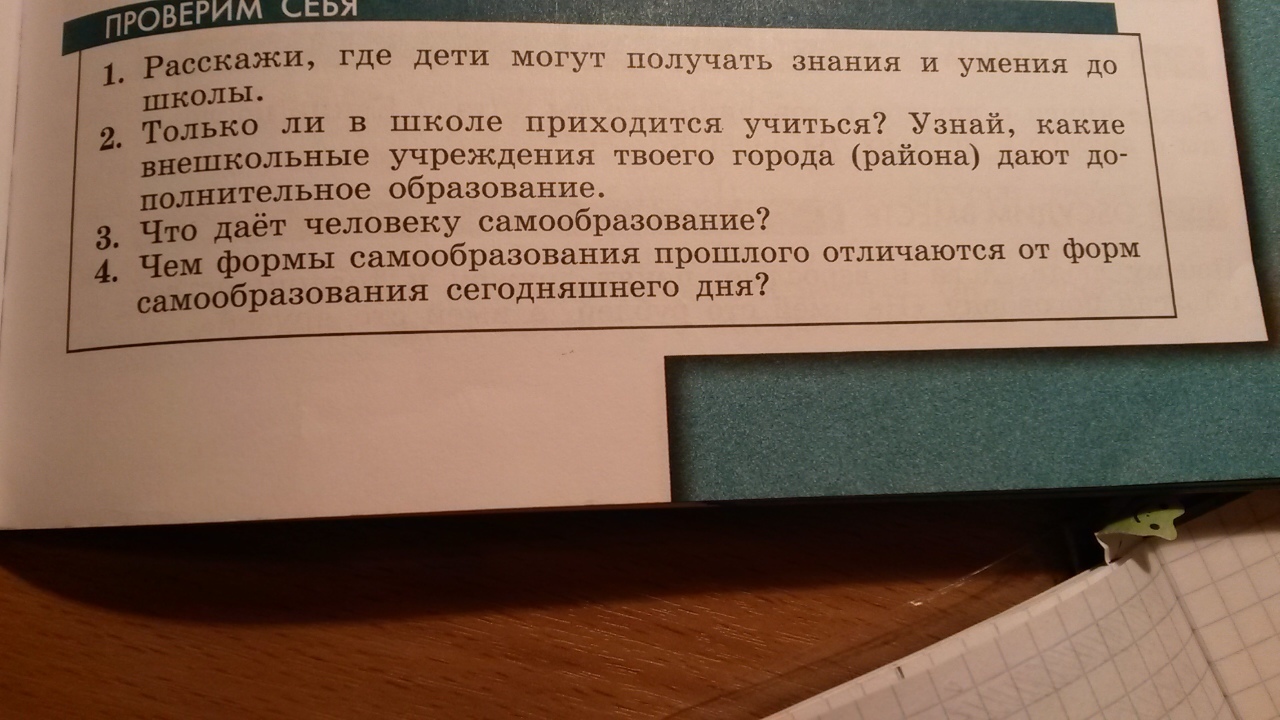 ПРОВЕРИМ СЕБЯ
1. Расскажи, где дети могут получать знания и умения до
школы.
2. Только ли в школе приходится учиться? Узнай, какие
внешкольные учреждения твоего города (района) дают до-
полнительное образование.
3. Что даёт человеку самообразование?
4. Чем формы самообразования прошлого отличаются от форм
самообразования сегодняшнего дня?